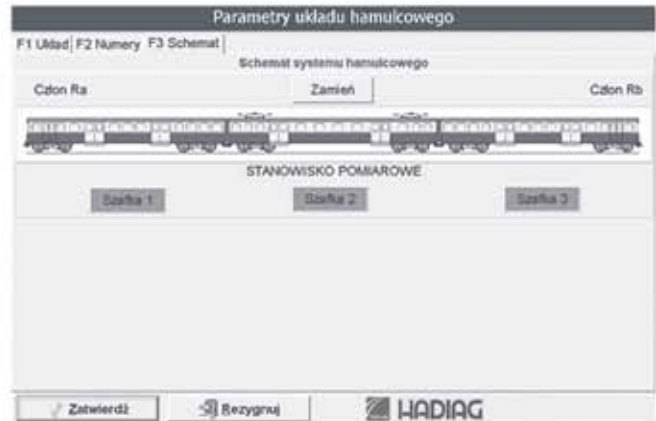 Parametry układu hamulcowego
F1 Układ F2 Numery F3 Schemat
Schemat systemu hamulcowego
Człon Ra Zamień Człon Rb
STANOWISKO POMIAROWE
Szafka 1 Szafka 2 Szafka 3
Zatwierdź Rezygnuj HADIAG